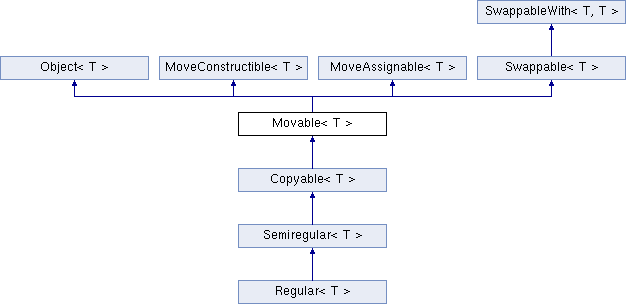 SwappableWith< T, T >
Object< T >
MoveConstructible< T >
MoveAssignable< T >
Swappable< T >
Movable< T >
Copyable< T >
Semiregular< T >
Regular< T >